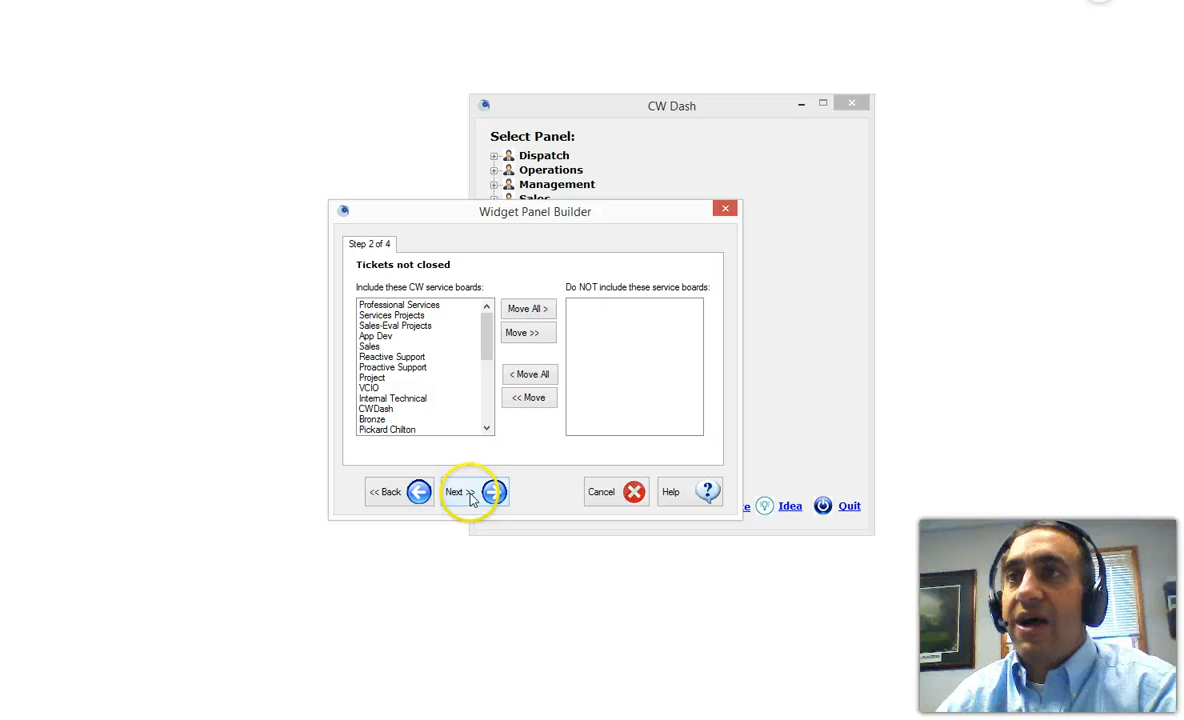 CW Dash
Select Panel:
Dispatch
Operations
Management
Sales
Widget Panel Builder
Step 2 of 4
Tickets not closed
Include these CW service boards:
Do NOT include these service boards:
Professional Services
Services Projects
Sales-Eval Projects
App Dev
Sales
Reactive Support
Proactive Support
Project
VCIO
Internal Technical
CWDash
Bronze
Pickard Chilton
Move All >
Move >>
< Move All
<< Move
<< Back
Next >>
Cancel
Help
Idea
Quit